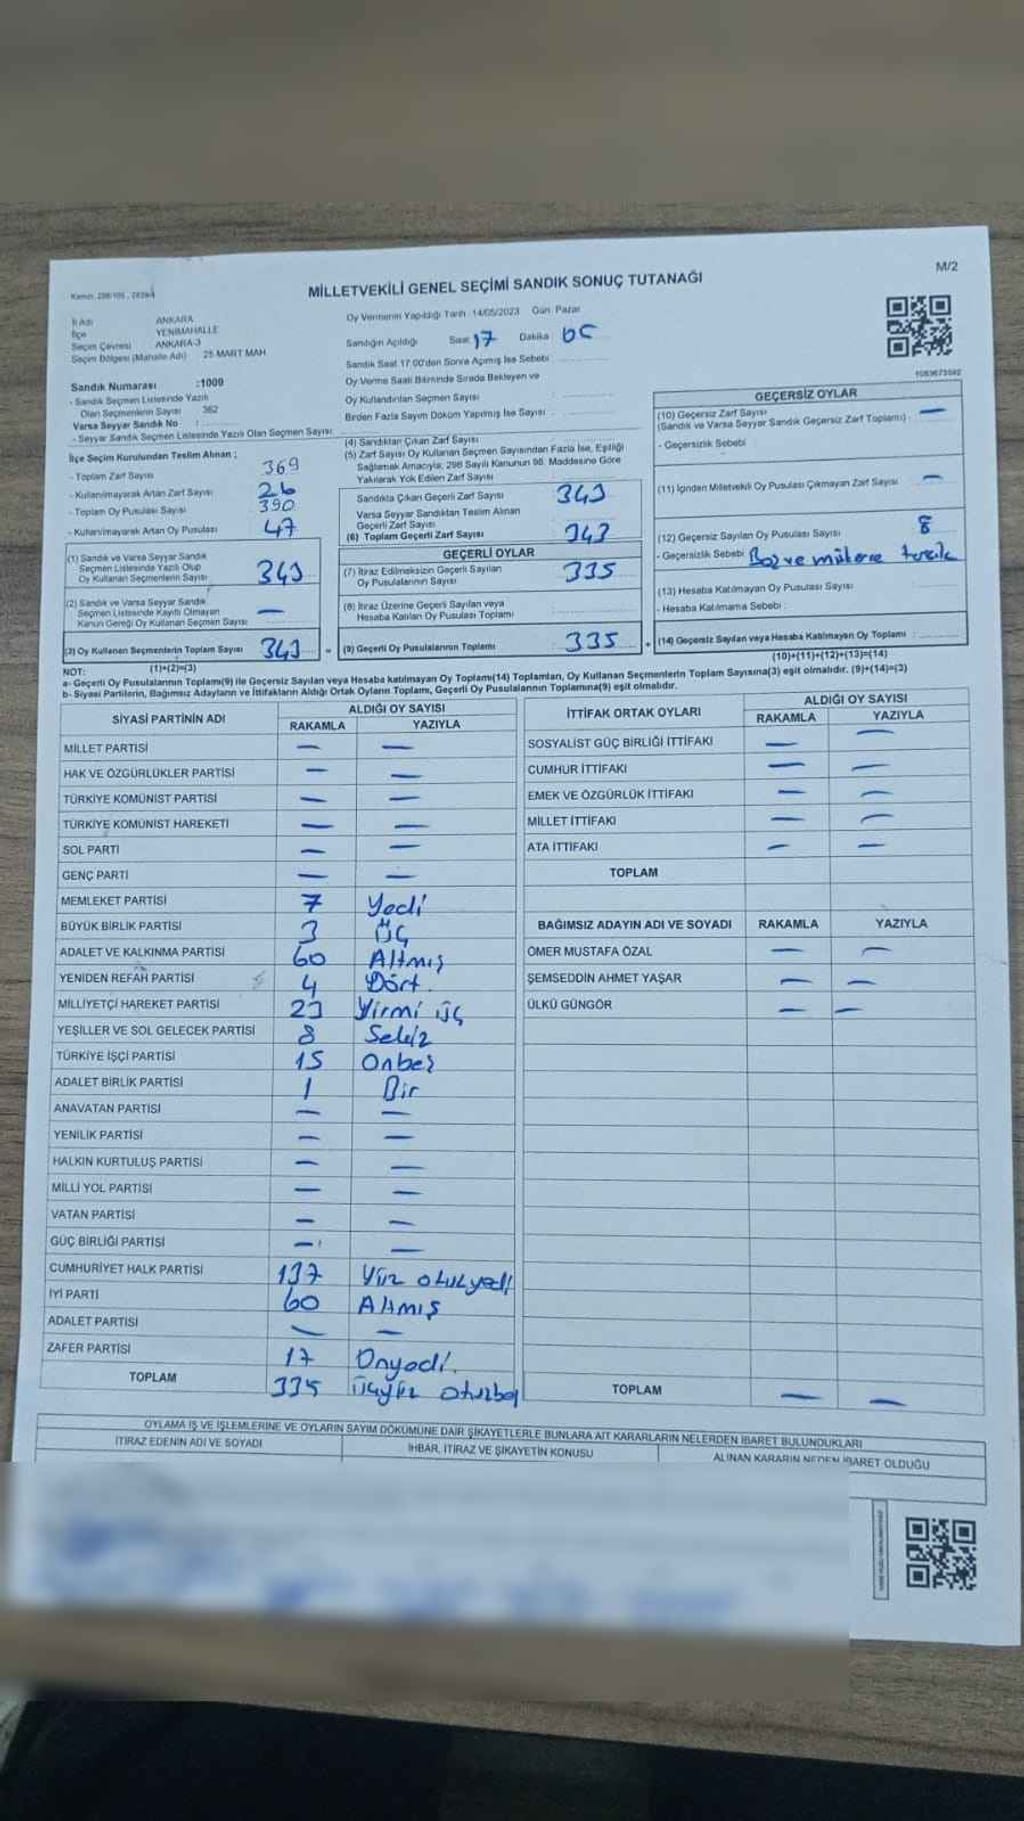 MİLLETVEKİLİ GENEL SEÇİMİ SANDIK SONUÇ TUTANAĞI
M/2
İli Adı ANKARA
İlçe YENİMAHALLE
Seçim Çevresi ANKARA-3
Seçim Bölgesi (Mahalle Adı) 25 MART MAH
Sandık Numarası :1009
- Sandık Seçmen Listesinde Yazılı
Olan Seçmenlerin Sayısı 362
Varsa Seyyar Sandık No :
- Seyyar Sandık Seçmen Listesinde Yazılı Olan Seçmen Sayısı:
İlçe Seçim Kurulundan Teslim Alınan ;
- Toplam Zarf Sayısı 369
- Kullanılmayarak Artan Zarf Sayısı 26
- Toplam Oy Pusulası Sayısı 390
- Kullanılmayarak Artan Oy Pusulası 47
(1) Sandık ve Varsa Seyyar Sandık
Seçmen Listesinde Yazılı Olup
Oy Kullanan Seçmenlerin Sayısı 343
(2) Sandık ve Varsa Seyyar Sandık
Seçmen Listesinde Kayıtlı Olmayan
Kanun Gereği Oy Kullanan Seçmen Sayısı —
(3) Oy Kullanan Seçmenlerin Toplam Sayısı 343
(1)+(2)=(3)
Oy Vermenin Yapıldığı Tarih :14/05/2023 Gün: Pazar
Sandığın Açıldığı Saat 17 Dakika 05
Sandık Saat 17.00'den Sonra Açılmış İse Sebebi
Oy Verme Saati Bitiminde Sırada Bekleyen ve
Oy Kullandırılan Seçmen Sayısı :
Birden Fazla Sayım Döküm Yapılmış İse Sayısı :
(4) Sandıktan Çıkan Zarf Sayısı
(5) Zarf Sayısı Oy Kullanan Seçmen Sayısından Fazla İse, Eşitliği
Sağlamak Amacıyla, 298 Sayılı Kanunun 98. Maddesine Göre
Yakılarak Yok Edilen Zarf Sayısı
Sandıkta Çıkan Geçerli Zarf Sayısı 343
Varsa Seyyar Sandıktan Teslim Alınan
Geçerli Zarf Sayısı
(6) Toplam Geçerli Zarf Sayısı 343
GEÇERLİ OYLAR
(7) İtiraz Edilmeksizin Geçerli Sayılan
Oy Pusulalarının Sayısı 335
(8) İtiraz Üzerine Geçerli Sayılan veya
Hesaba Katılan Oy Pusulası Toplamı
(9) Geçerli Oy Pusulalarının Toplamı 335
GEÇERSİZ OYLAR
(10) Geçersiz Zarf Sayısı
(Sandık ve Varsa Seyyar Sandık Geçersiz Zarf Toplamı) : —
- Geçersizlik Sebebi
(11) İçinden Milletvekili Oy Pusulası Çıkmayan Zarf Sayısı —
(12) Geçersiz Sayılan Oy Pusulası Sayısı 8
- Geçersizlik Sebebi Boş ve mükerre
(13) Hesaba Katılmayan Oy Pusulası Sayısı
- Hesaba Katılmama Sebebi :
(14) Geçersiz Sayılan veya Hesaba Katılmayan Oy Toplamı :
(10)+(11)+(12)+(13)=(14)
NOT:
a- Geçerli Oy Pusulalarının Toplamı(9) ile Geçersiz Sayılan veya Hesaba katılmayan Oy Toplamı(14) Toplamları, Oy Kullanan Seçmenlerin Toplam Sayısına(3) eşit olmalıdır. (9)+(14)=(3)
b- Siyasi Partilerin, Bağımsız Adayların ve İttifakların Aldığı Ortak Oyların Toplamı, Geçerli Oy Pusulalarının Toplamına(9) eşit olmalıdır.
SİYASİ PARTİNİN ADI ALDIĞI OY SAYISI
RAKAMLA YAZIYLA
MİLLET PARTİSİ — —
HAK VE ÖZGÜRLÜKLER PARTİSİ — —
TÜRKİYE KOMÜNİST PARTİSİ — —
TÜRKİYE KOMÜNİST HAREKETİ — —
SOL PARTİ — —
GENÇ PARTİ — —
MEMLEKET PARTİSİ 7 Yedi
BÜYÜK BİRLİK PARTİSİ 3 Üç
ADALET VE KALKINMA PARTİSİ 60 Altmış
YENİDEN REFAH PARTİSİ 4 Dört
MİLLİYETÇİ HAREKET PARTİSİ 23 Yirmi üç
YEŞİLLER VE SOL GELECEK PARTİSİ 8 Sekiz
TÜRKİYE İŞÇİ PARTİSİ 15 Onbeş
ADALET BİRLİK PARTİSİ 1 Bir
ANAVATAN PARTİSİ — —
YENİLİK PARTİSİ — —
HALKIN KURTULUŞ PARTİSİ — —
MİLLİ YOL PARTİSİ — —
VATAN PARTİSİ — —
GÜÇ BİRLİĞİ PARTİSİ — —
CUMHURİYET HALK PARTİSİ 137 Yüz otuzyedi
İYİ PARTİ 60 Altmış
ADALET PARTİSİ — —
ZAFER PARTİSİ 17 Onyedi.
TOPLAM 335 Üçyüz otuzbeş
İTTİFAK ORTAK OYLARI ALDIĞI OY SAYISI
RAKAMLA YAZIYLA
SOSYALİST GÜÇ BİRLİĞİ İTTİFAKI — —
CUMHUR İTTİFAKI — —
EMEK VE ÖZGÜRLÜK İTTİFAKI — —
MİLLET İTTİFAKI — —
ATA İTTİFAKI — —
TOPLAM
BAĞIMSIZ ADAYIN ADI VE SOYADI RAKAMLA YAZIYLA
ÖMER MUSTAFA ÖZAL — —
ŞEMSEDDİN AHMET YAŞAR — —
ÜLKÜ GÜNGÖR — —
TOPLAM — —
OYLAMA İŞ VE İŞLEMLERİNE VE OYLARIN SAYIM DÖKÜMÜNE DAİR ŞİKAYETLERLE BUNLARA AİT KARARLARIN NELERDEN İBARET BULUNDUKLARI
İTİRAZ EDENİN ADI VE SOYADI İHBAR, İTİRAZ VE ŞİKAYETİN KONUSU ALINAN KARARIN NEDEN İBARET OLDUĞU